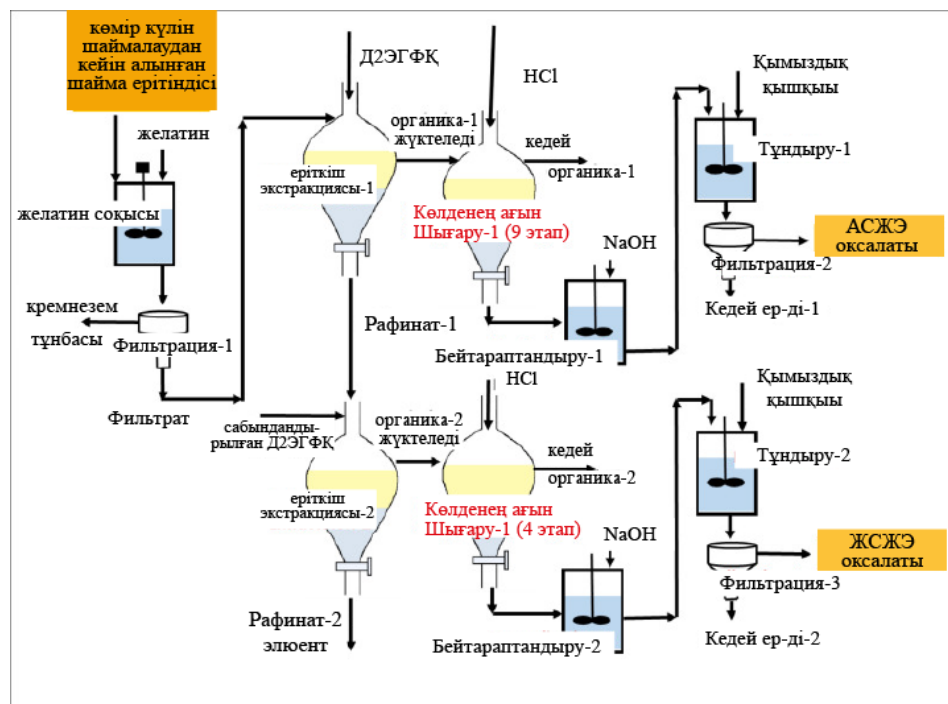 көмір күлін
шаймалаудан
кейін алынған
шайма ерітіндісі
желатин
желатин соқысы
кремнезем
тұнбасы
Фильтрация-1
Фильтрат
Д2ЭГФҚ
еріткіш
экстракциясы-1
органика-1
жүктеледі
HCl
кедей
органика-1
Көлденең ағын
Шығару-1 (9 этап)
NaOH
Бейтараптандыру-1
Қымыздық
қышқыы
Тұндыру-1
Фильтрация-2
АСЖЭ
оксалаты
Кедей ер-ді-1
Рафинат-1
сабындандырылған Д2ЭГФҚ
еріткіш
экстракциясы-2
органика-2
жүктеледі
HCl
кедей
органика-2
Көлденең ағын
Шығару-1 (4 этап)
NaOH
Бейтараптандыру-2
Қымыздық
қышқыы
Тұндыру-2
Фильтрация-3
ЖСЖЭ
оксалаты
Кедей ер-ді-2
Рафинат-2
элюент